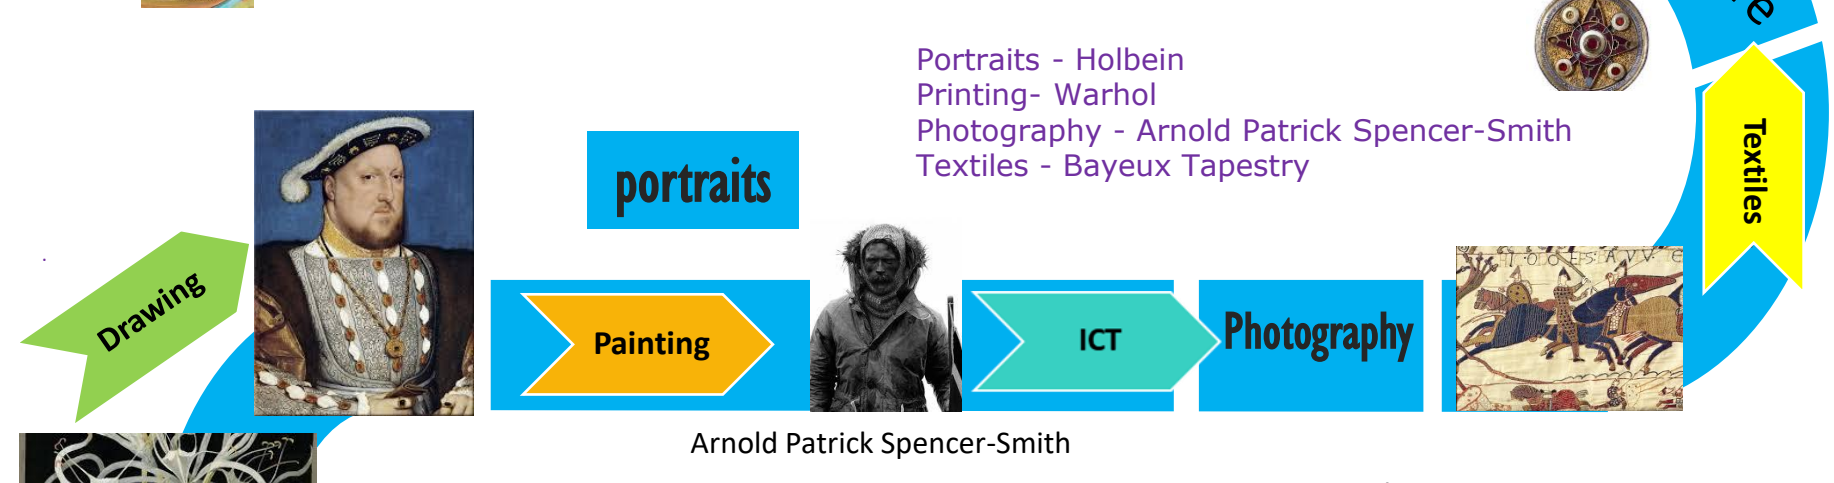 Portraits - Holbein
Printing- Warhol
Photography - Arnold Patrick Spencer-Smith
Textiles - Bayeux Tapestry
portraits
Textiles
Drawing
Painting
ICT
Photography
Arnold Patrick Spencer-Smith